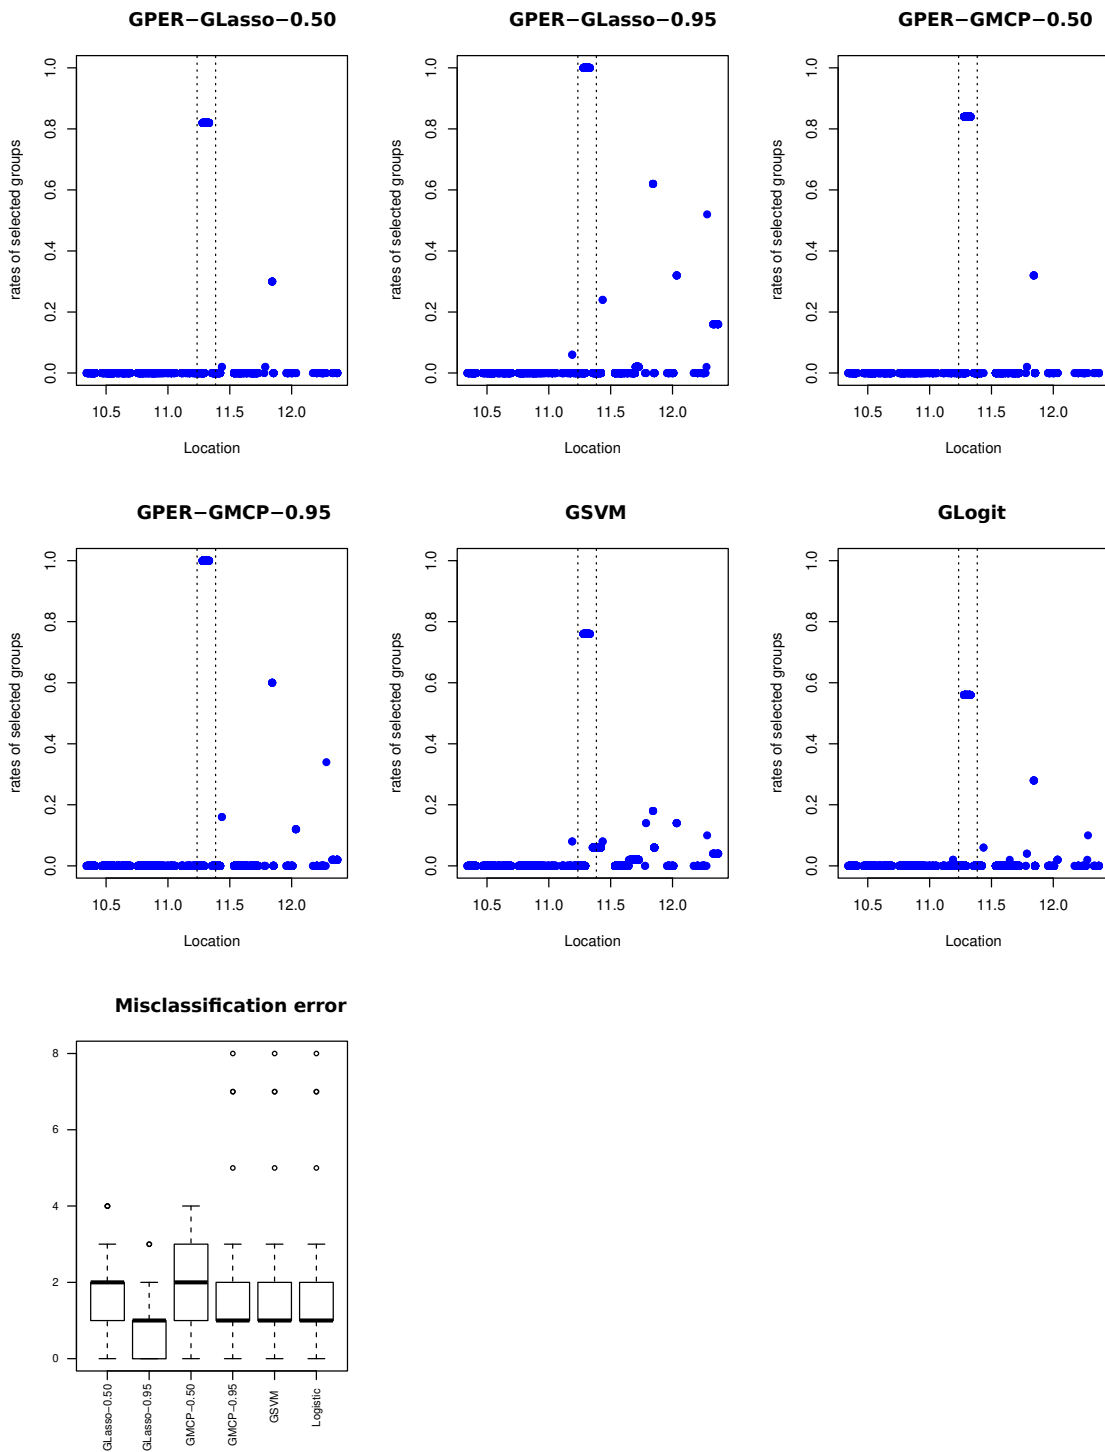 GPER−GLasso−0.50
GPER−GLasso−0.95
GPER−GMCP−0.50
rates of selected groups
0.0 0.2 0.4 0.6 0.8 1.0
10.5 11.0 11.5 12.0
Location
rates of selected groups
0.0 0.2 0.4 0.6 0.8 1.0
10.5 11.0 11.5 12.0
Location
rates of selected groups
0.0 0.2 0.4 0.6 0.8 1.0
10.5 11.0 11.5 12.0
Location
GPER−GMCP−0.95
GSVM
GLogit
rates of selected groups
0.0 0.2 0.4 0.6 0.8 1.0
10.5 11.0 11.5 12.0
Location
rates of selected groups
0.0 0.2 0.4 0.6 0.8 1.0
10.5 11.0 11.5 12.0
Location
rates of selected groups
0.0 0.2 0.4 0.6 0.8 1.0
10.5 11.0 11.5 12.0
Location
Misclassification error
8
6
4
2
0
GLasso−0.50
GLasso−0.95
GMCP−0.50
GMCP−0.95
GSVM
Logistic